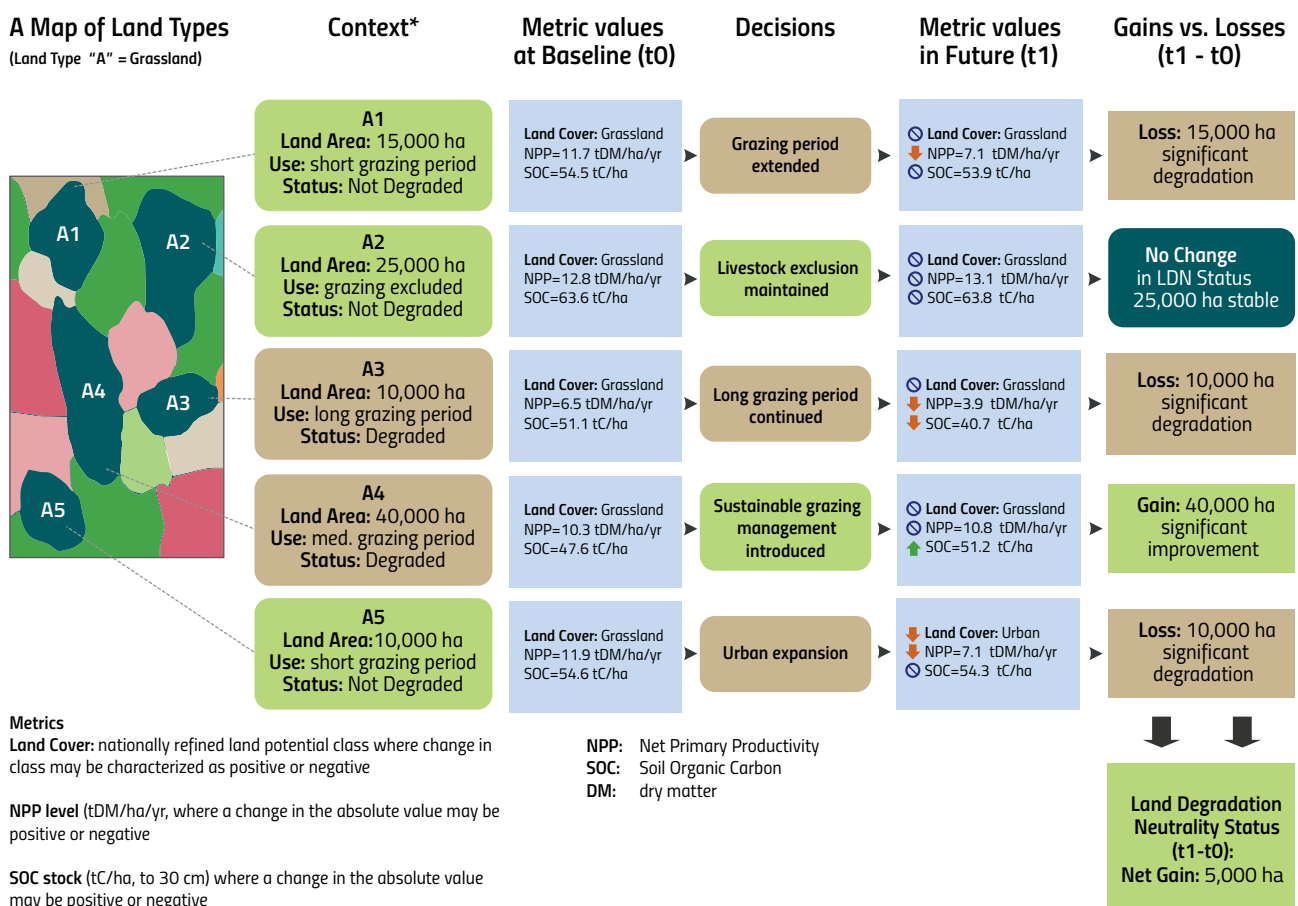 A Map of Land Types
(Land Type "A" = Grassland)
Context*
Metric values
at Baseline (t0)
Decisions
Metric values
in Future (t1)
Gains vs. Losses
(t1 - t0)
A1
A2
A4
A3
A5
A1
Land Area: 15,000 ha
Use: short grazing period
Status: Not Degraded
Land Cover: Grassland
NPP=11.7 tDM/ha/yr
SOC=54.5 tC/ha
Grazing period
extended
Land Cover: Grassland
NPP=7.1 tDM/ha/yr
SOC=53.9 tC/ha
Loss: 15,000 ha
significant
degradation
A2
Land Area: 25,000 ha
Use: grazing excluded
Status: Not Degraded
Land Cover: Grassland
NPP=12.8 tDM/ha/yr
SOC=63.6 tC/ha
Livestock exclusion
maintained
Land Cover: Grassland
NPP=13.1 tDM/ha/yr
SOC=63.8 tC/ha
No Change
in LDN Status
25,000 ha stable
A3
Land Area: 10,000 ha
Use: long grazing period
Status: Degraded
Land Cover: Grassland
NPP=6.5 tDM/ha/yr
SOC=51.1 tC/ha
Long grazing period
continued
Land Cover: Grassland
NPP=3.9 tDM/ha/yr
SOC=40.7 tC/ha
Loss: 10,000 ha
significant
degradation
A4
Land Area: 40,000 ha
Use: med. grazing period
Status: Degraded
Land Cover: Grassland
NPP=10.3 tDM/ha/yr
SOC=47.6 tC/ha
Sustainable grazing
management
introduced
Land Cover: Grassland
NPP=10.8 tDM/ha/yr
SOC=51.2 tC/ha
Gain: 40,000 ha
significant
improvement
A5
Land Area:10,000 ha
Use: short grazing period
Status: Not Degraded
Land Cover: Grassland
NPP=11.9 tDM/ha/yr
SOC=54.6 tC/ha
Urban expansion
Land Cover: Urban
NPP=7.1 tDM/ha/yr
SOC=54.3 tC/ha
Loss: 10,000 ha
significant
degradation
Metrics
Land Cover: nationally refined land potential class where change in
class may be characterized as positive or negative
NPP level (tDM/ha/yr, where a change in the absolute value may be
positive or negative
SOC stock (tC/ha, to 30 cm) where a change in the absolute value
may be positive or negative
NPP: Net Primary Productivity
SOC: Soil Organic Carbon
DM: dry matter
Land Degradation
Neutrality Status
(t1-t0):
Net Gain: 5,000 ha